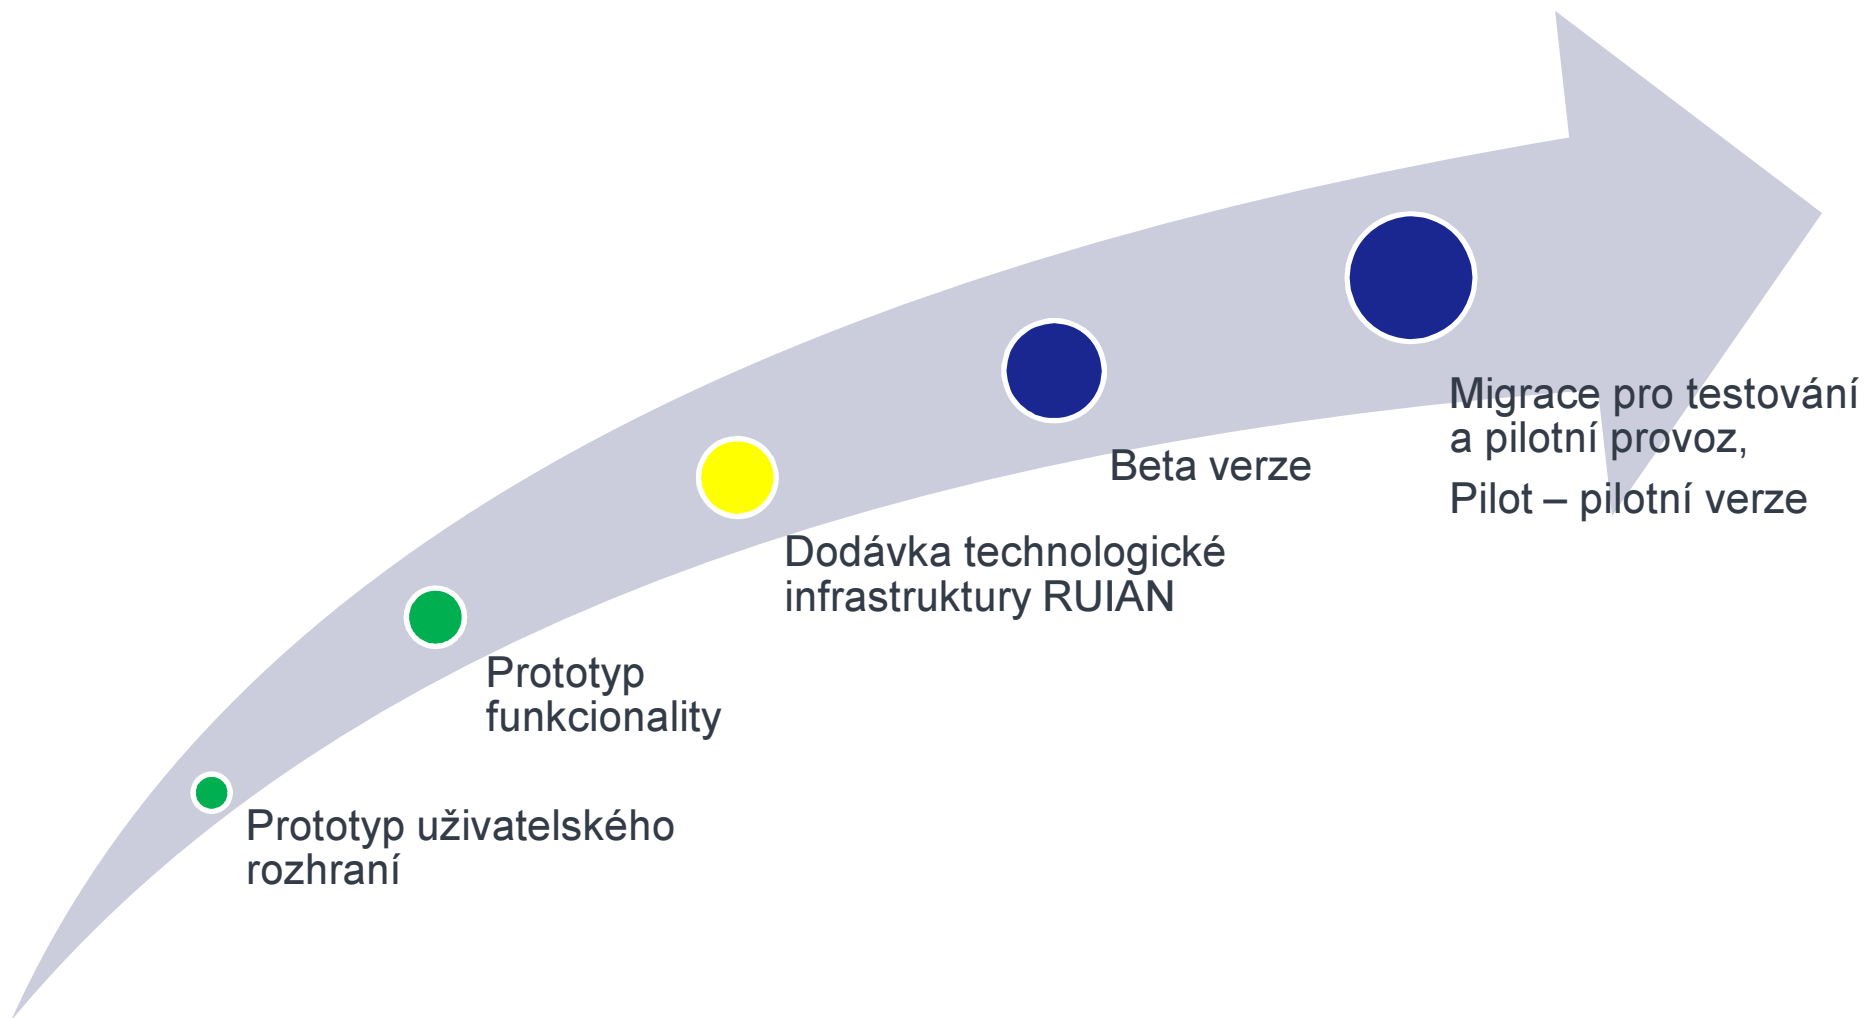 Migrace pro testování
a pilotní provoz,
Pilot – pilotní verze
Beta verze
Dodávka technologické
infrastruktury RUIAN
Prototyp
funkcionality
Prototyp uživatelského
rozhraní